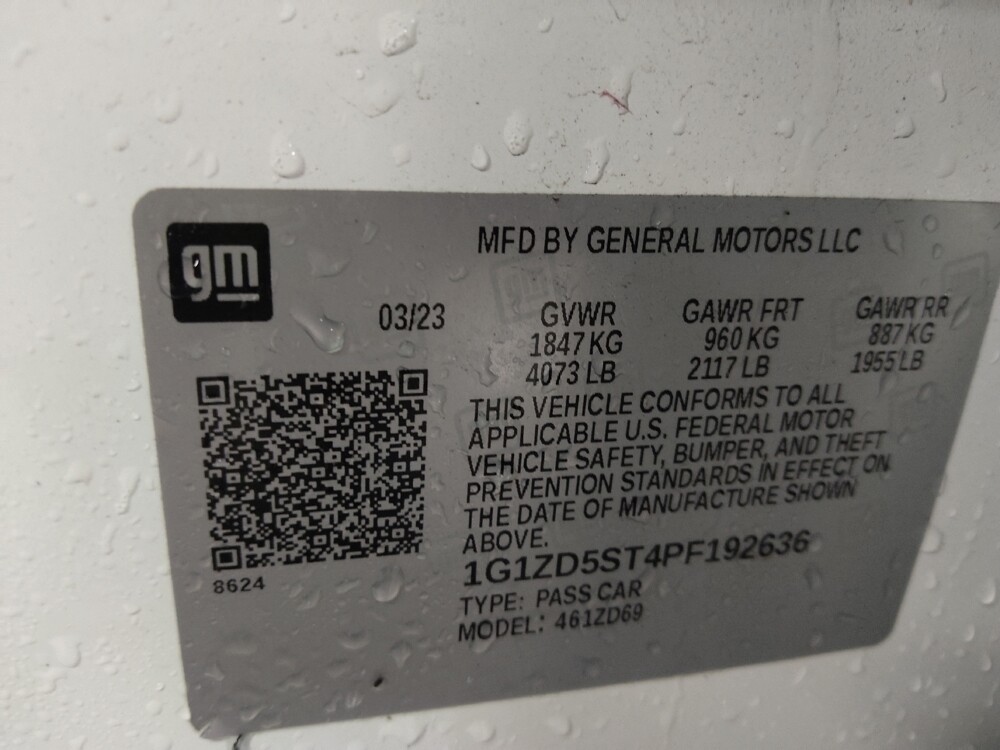 gm
MFD BY GENERAL MOTORS LLC
03/23
GVWR
1847 KG
4073 LB
GAWR FRT
960 KG
2117 LB
GAWR RR
887 KG
1955 LB
THIS VEHICLE CONFORMS TO ALL
APPLICABLE U.S. FEDERAL MOTOR
VEHICLE SAFETY, BUMPER, AND THEFT
PREVENTION STANDARDS IN EFFECT ON
THE DATE OF MANUFACTURE SHOWN
ABOVE.
1G1ZD5ST4PF192636
TYPE: PASS CAR
MODEL: 461ZD69
8624